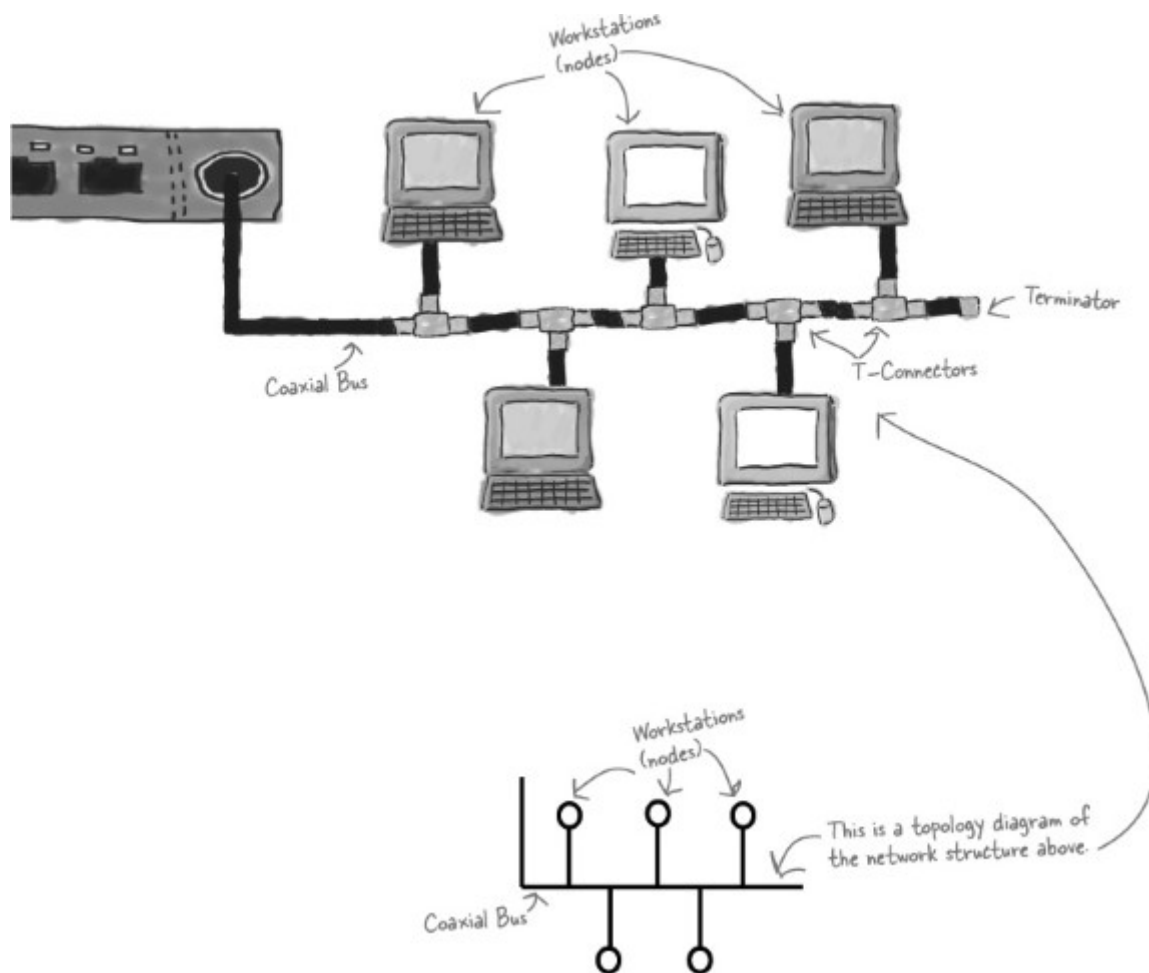 Workstations
(nodes)
Terminator
T-Connectors
Coaxial Bus
Workstations
(nodes)
This is a topology diagram of
the network structure above.
Coaxial Bus